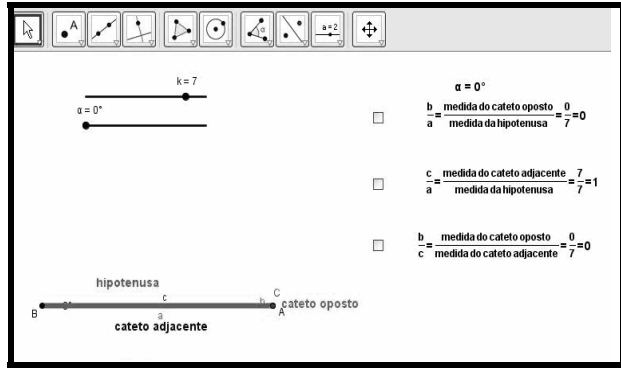 A
α
a = 2
k = 7
α = 0°
α = 0°
b/a = medida do cateto oposto/medida da hipotenusa = 0/7 = 0
c/a = medida do cateto adjacente/medida da hipotenusa = 7/7 = 1
b/c = medida do cateto oposto/medida do cateto adjacente = 0/7 = 0
hipotenusa
c
C
b
cateto oposto
B
0°
a
A
cateto adjacente